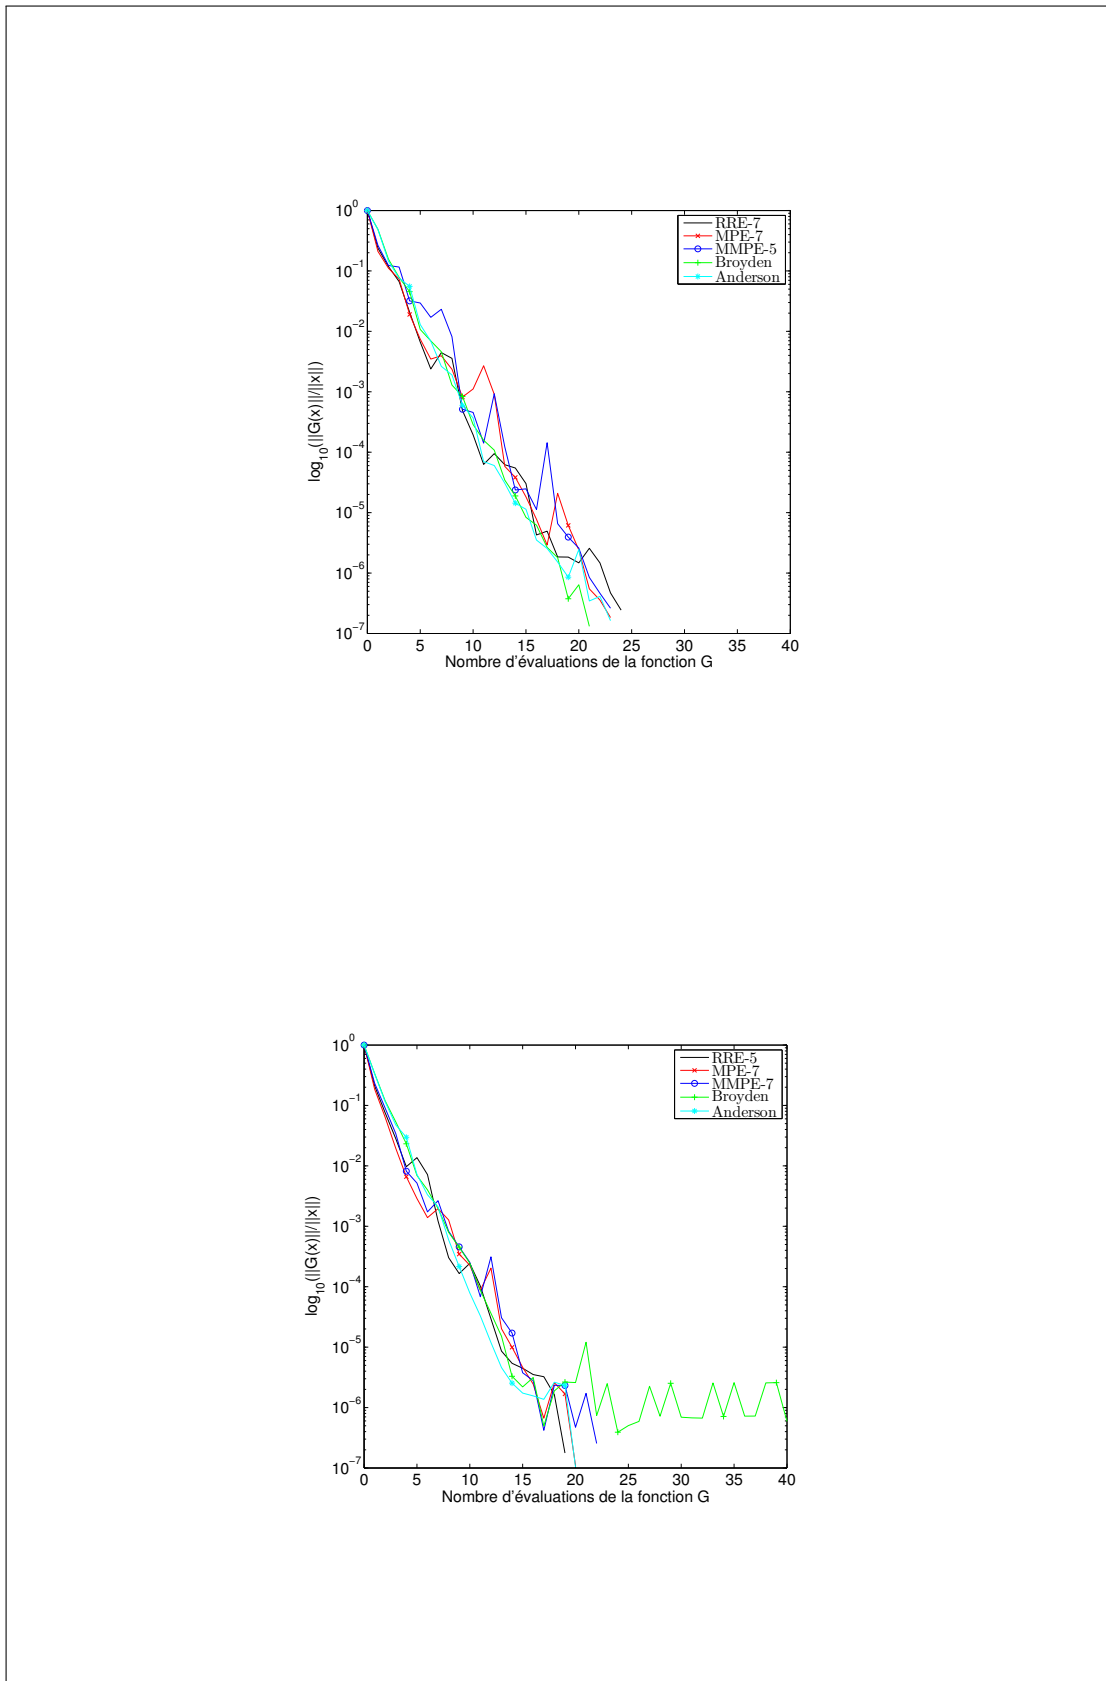 10^0
10^-1
10^-2
10^-3
10^-4
10^-5
10^-6
10^-7
log10(||G(x)||/||x||)
RRE-7
MPE-7
MMPE-5
Broyden
Anderson
0 5 10 15 20 25 30 35 40
Nombre d'évaluations de la fonction G
10^0
10^-1
10^-2
10^-3
10^-4
10^-5
10^-6
10^-7
log10(||G(x)||/||x||)
RRE-5
MPE-7
MMPE-7
Broyden
Anderson
0 5 10 15 20 25 30 35 40
Nombre d'évaluations de la fonction G